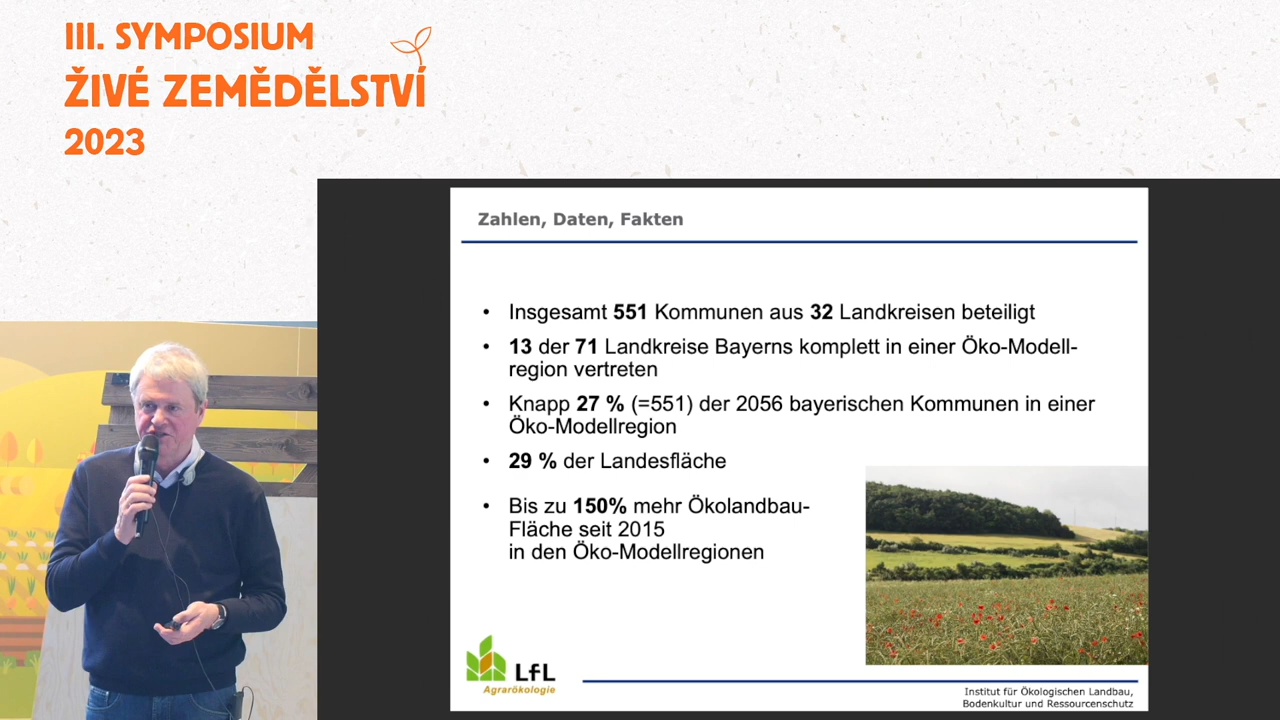 III. SYMPOSIUM
ŽIVÉ ZEMĚDĚLSTVÍ
2023
Zahlen, Daten, Fakten
• Insgesamt 551 Kommunen aus 32 Landkreisen beteiligt
• 13 der 71 Landkreise Bayerns komplett in einer Öko-Modell-
region vertreten
• Knapp 27 % (=551) der 2056 bayerischen Kommunen in einer
Öko-Modellregion
• 29 % der Landesfläche
• Bis zu 150% mehr Ökolandbau-
Fläche seit 2015
in den Öko-Modellregionen
LfL
Agrarökologie
Institut für Ökologischen Landbau,
Bodenkultur und Ressourcenschutz